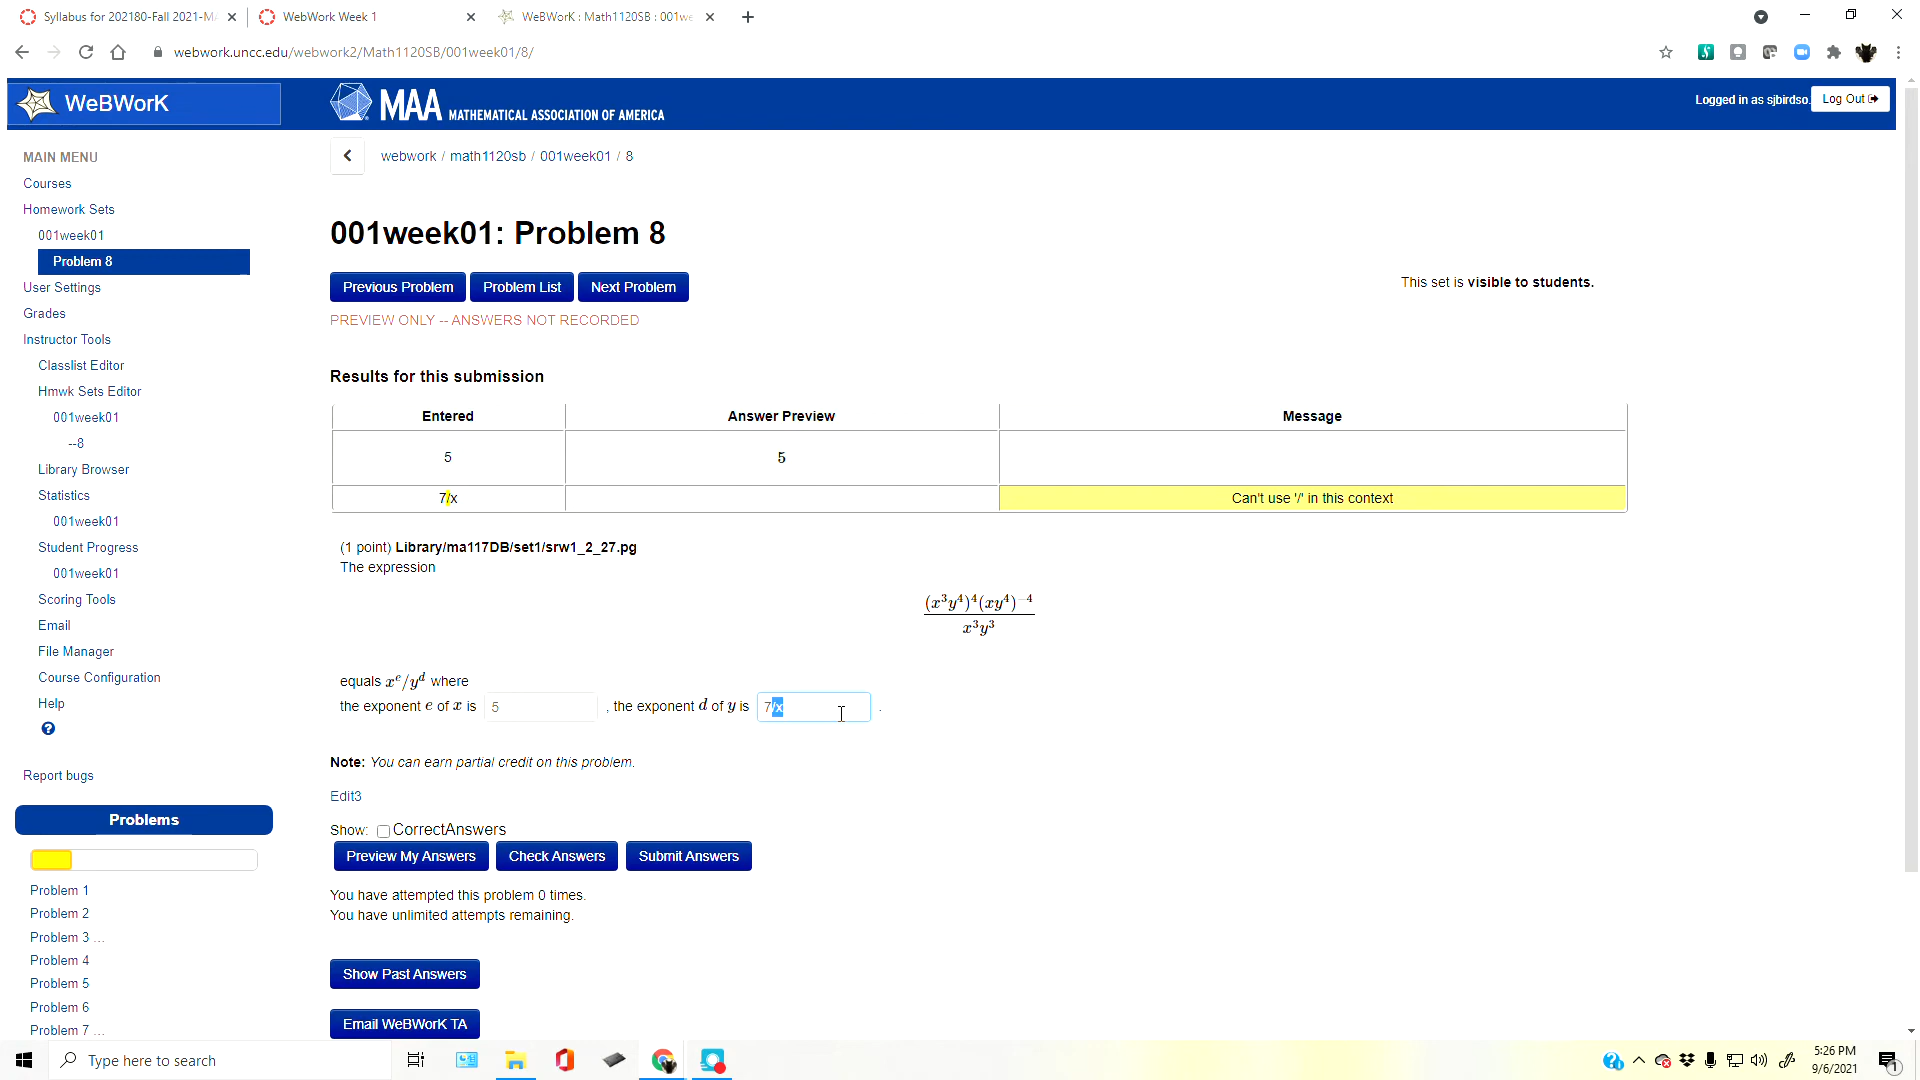 Syllabus for 202180-Fall 2021-MA
WebWork Week 1
WeBWorK : Math1120SB : 001we
webwork.uncc.edu/webwork2/Math1120SB/001week01/8/
WeBWorK
MAA MATHEMATICAL ASSOCIATION OF AMERICA
Logged in as sjbirdso.
Log Out
MAIN MENU
Courses
Homework Sets
001week01
Problem 8
User Settings
Grades
Instructor Tools
Classlist Editor
Hmwk Sets Editor
001week01
--8
Library Browser
Statistics
001week01
Student Progress
001week01
Scoring Tools
Email
File Manager
Course Configuration
Help
Report bugs
Problems
Problem 1
Problem 2
Problem 3 ...
Problem 4
Problem 5
Problem 6
Problem 7 ...
webwork / math1120sb / 001week01 / 8
001week01: Problem 8
Previous Problem Problem List Next Problem
This set is visible to students.
PREVIEW ONLY -- ANSWERS NOT RECORDED
Results for this submission
Entered Answer Preview Message
5 5
7/x Can't use '/' in this context
(1 point) Library/ma117DB/set1/srw1_2_27.pg
The expression
(x³y⁴)⁴(xy⁴)⁻⁴
x³y³
equals xᵉ/yᵈ where
the exponent e of x is 5 , the exponent d of y is 7/x .
Note: You can earn partial credit on this problem.
Edit3
Show: CorrectAnswers
Preview My Answers Check Answers Submit Answers
You have attempted this problem 0 times.
You have unlimited attempts remaining.
Show Past Answers
Email WeBWorK TA
Type here to search
5:26 PM
9/6/2021
1